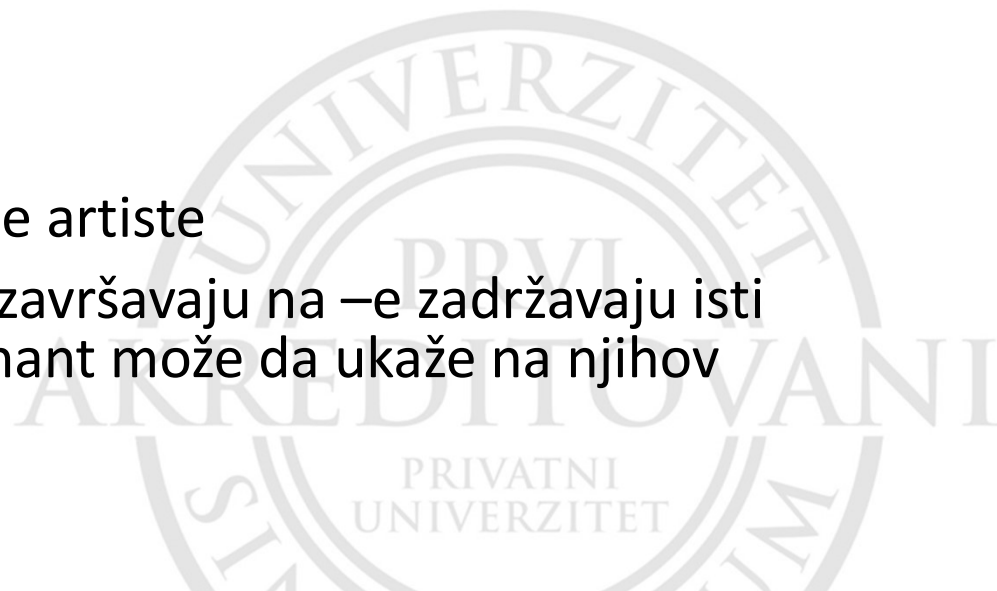 UNIVERZITET
e artiste
PRVI
završavaju na –e zadržavaju isti
nant može da ukaže na njihov
AKREDITOVANI
PRIVATNI
UNIVERZITET